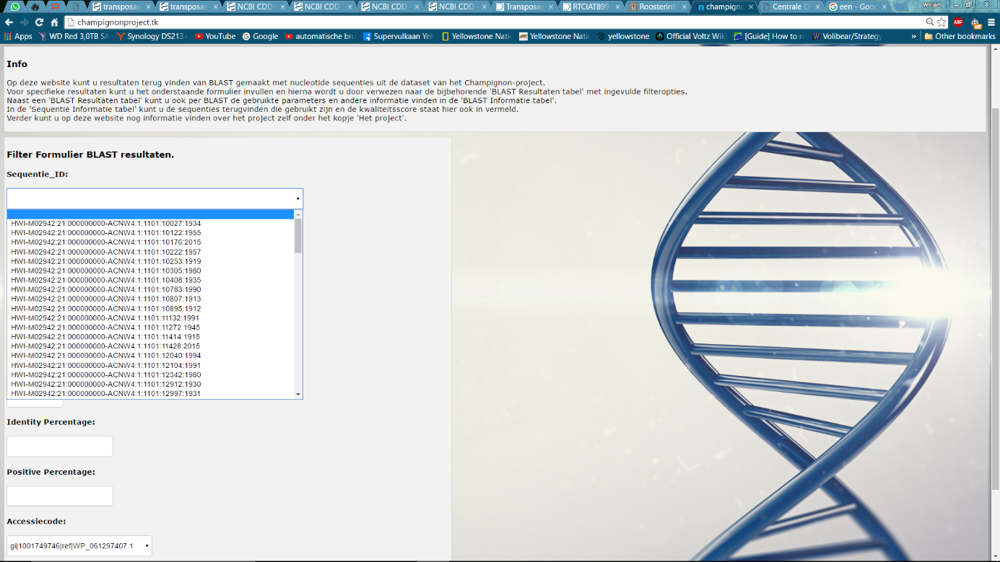 transposas
transposas
NCBI CDD
NCBI CDD
NCBI CDD
NCBI CDD
Transposas
RTCIAT899
Roosterinfo
champignon
Centrale O
een - Goog
William
champignonproject.tk
ABP
off
Apps
WD Red 3,0TB SA
Synology DS213+
YouTube
Google
automatische bru
Supervulkaan Yell
Yellowstone Natio
Yellowstone Natio
yellowstone
Official Voltz Wiki
[Guide] How to ro
Volibear/Strategy
»
Other bookmarks
Info
Op deze website kunt u resultaten terug vinden van BLAST gemaakt met nucleotide sequenties uit de dataset van het Champignon-project.
Voor specifieke resultaten kunt u het onderstaande formulier invullen en hierna wordt u door verwezen naar de bijbehorende 'BLAST Resultaten tabel' met ingevulde filteropties.
Naast een 'BLAST Resultaten tabel' kunt u ook per BLAST de gebruikte parameters en andere informatie vinden in de 'BLAST Informatie tabel'.
In de 'Sequentie Informatie tabel' kunt u de sequenties terugvinden die gebruikt zijn en de kwaliteitsscore staat hier ook in vermeld.
Verder kunt u op deze website nog informatie vinden over het project zelf onder het kopje 'Het project'.
Filter Formulier BLAST resultaten.
Sequentie_ID:
HWI-M02942:21:000000000-ACNW4:1:1101:10027:1934
HWI-M02942:21:000000000-ACNW4:1:1101:10122:1955
HWI-M02942:21:000000000-ACNW4:1:1101:10176:2015
HWI-M02942:21:000000000-ACNW4:1:1101:10222:1957
HWI-M02942:21:000000000-ACNW4:1:1101:10253:1919
HWI-M02942:21:000000000-ACNW4:1:1101:10305:1980
HWI-M02942:21:000000000-ACNW4:1:1101:10408:1935
HWI-M02942:21:000000000-ACNW4:1:1101:10783:1990
HWI-M02942:21:000000000-ACNW4:1:1101:10807:1913
HWI-M02942:21:000000000-ACNW4:1:1101:10895:1912
HWI-M02942:21:000000000-ACNW4:1:1101:11132:1991
HWI-M02942:21:000000000-ACNW4:1:1101:11272:1945
HWI-M02942:21:000000000-ACNW4:1:1101:11414:1915
HWI-M02942:21:000000000-ACNW4:1:1101:11428:2015
HWI-M02942:21:000000000-ACNW4:1:1101:12040:1994
HWI-M02942:21:000000000-ACNW4:1:1101:12104:1991
HWI-M02942:21:000000000-ACNW4:1:1101:12342:1980
HWI-M02942:21:000000000-ACNW4:1:1101:12912:1930
HWI-M02942:21:000000000-ACNW4:1:1101:12997:1931
Identity Percentage:
Positive Percentage:
Accessiecode:
gi|1001749746|ref|WP_061297407.1